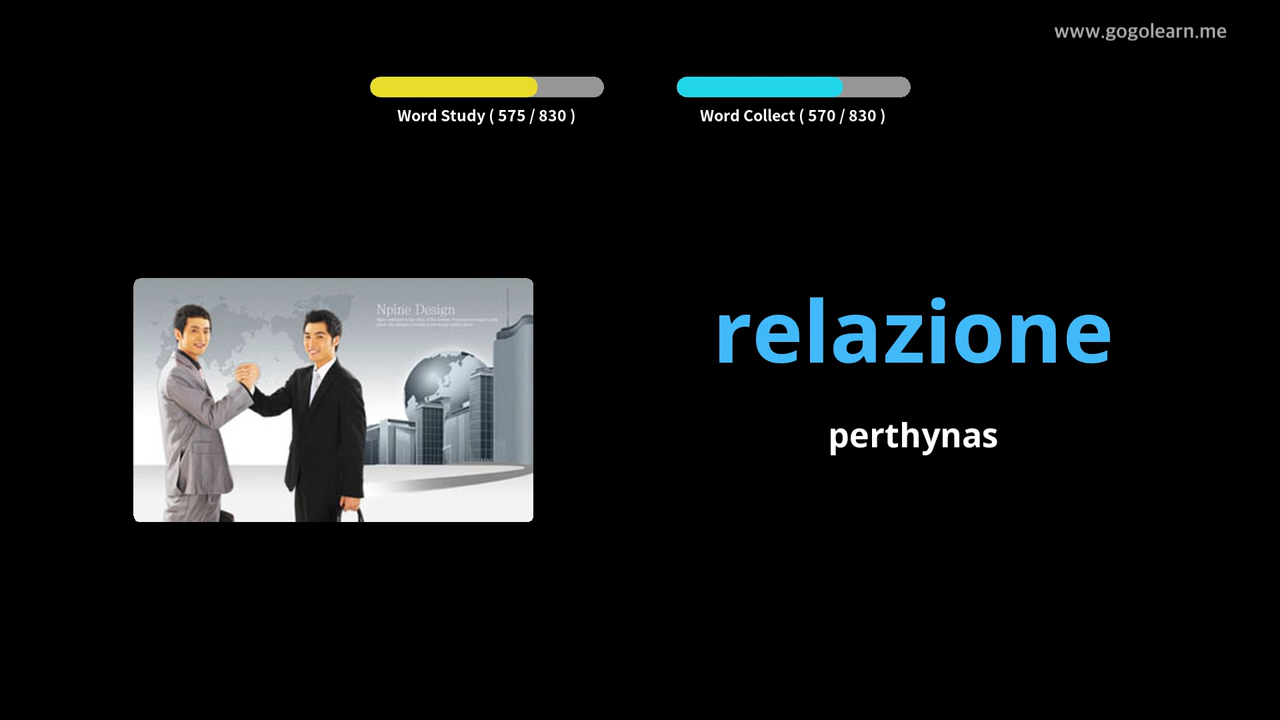 www.gogolearn.me
Word Study ( 575 / 830 )
Word Collect ( 570 / 830 )
Npine Design
relazione
perthynas